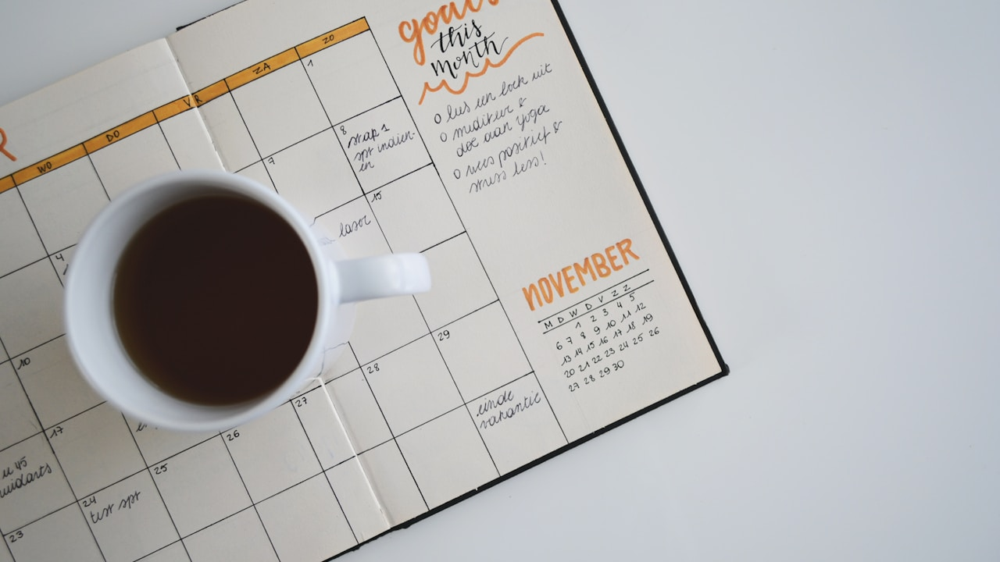 R
WO DO VR ZA ZO
1
4
7
8
stap 1
spt indien-
en
laser
15
10
17
u 45
24
test spt
23
25
26
27
28
29
einde
vakantie
goals
this
month
o lees een boek uit
o mediteer &
doe aan yoga
o wees positief &
stress less!
NOVEMBER
M D W D V Z Z
1 2 3 4 5
6 7 8 9 10 11 12
13 14 15 16 17 18 19
20 21 22 23 24 25 26
27 28 29 30